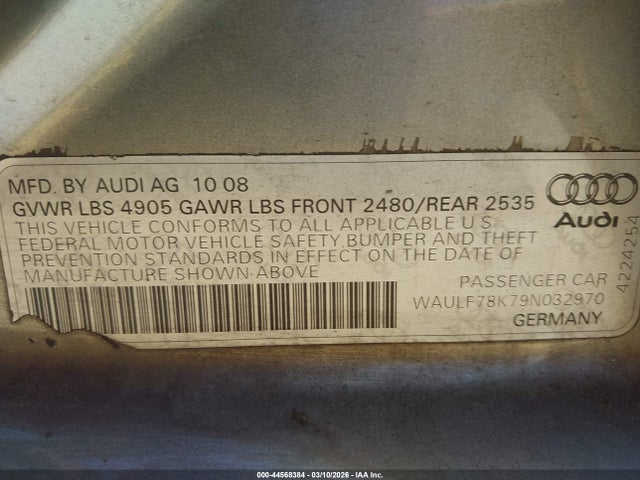 MFD. BY AUDI AG 10 08
GVWR LBS 4905 GAWR LBS FRONT 2480/REAR 2535
THIS VEHICLE CONFORMS TO ALL APPLICABLE U S
FEDERAL MOTOR VEHICLE SAFETY, BUMPER AND THEFT
PREVENTION STANDARDS IN EFFECT ON THE DATE OF
MANUFACTURE SHOWN ABOVE
Audi
4224254
PASSENGER CAR
WAULF78K79N032970
GERMANY
000-44568384 - 03/10/2026 - IAA Inc.